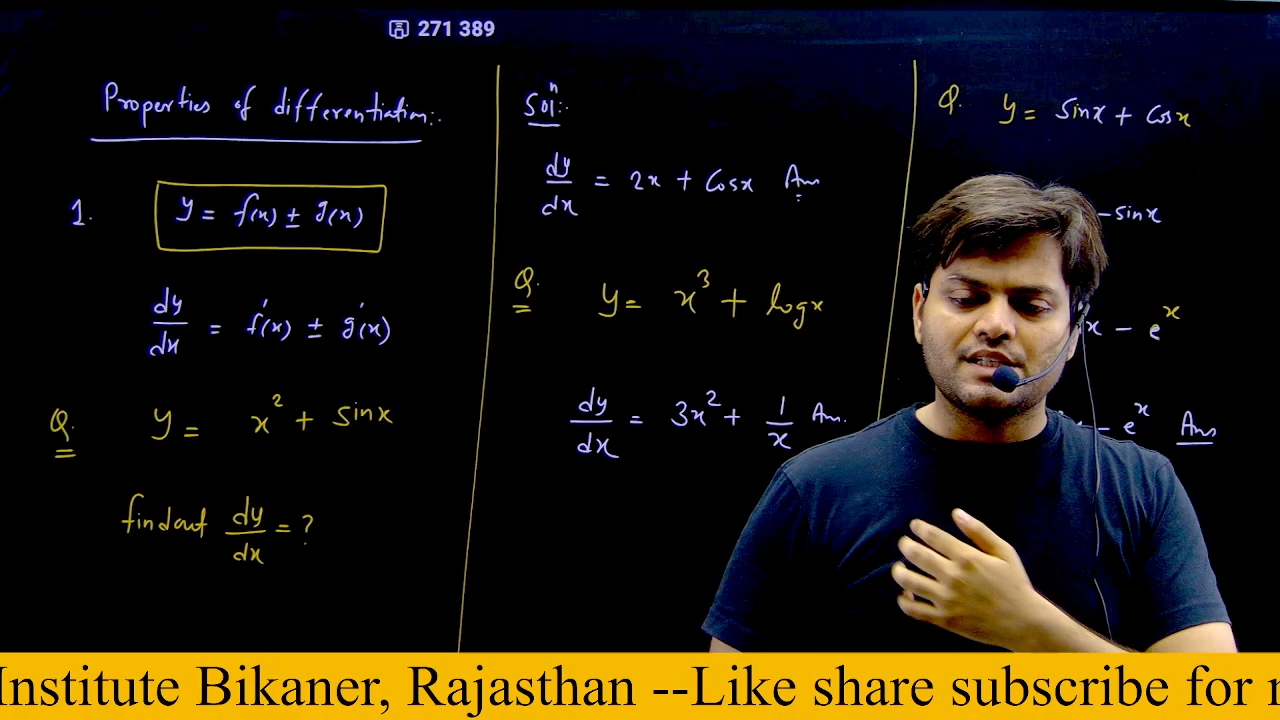 271 389
Properties of differentiation:.
1.
y = f(x) ± g(x)
dy/dx = f'(x) ± g'(x)
Q.
y = x² + sinx
findout dy/dx = ?
Solⁿ:.
dy/dx = 2x + Cosx Ans
Q.
y = x³ + logx
dy/dx = 3x² + 1/x Ans.
Q. y = Sinx + Cosx
- sinx
x - eˣ
- eˣ Ans
Institute Bikaner, Rajasthan --Like share subscribe for